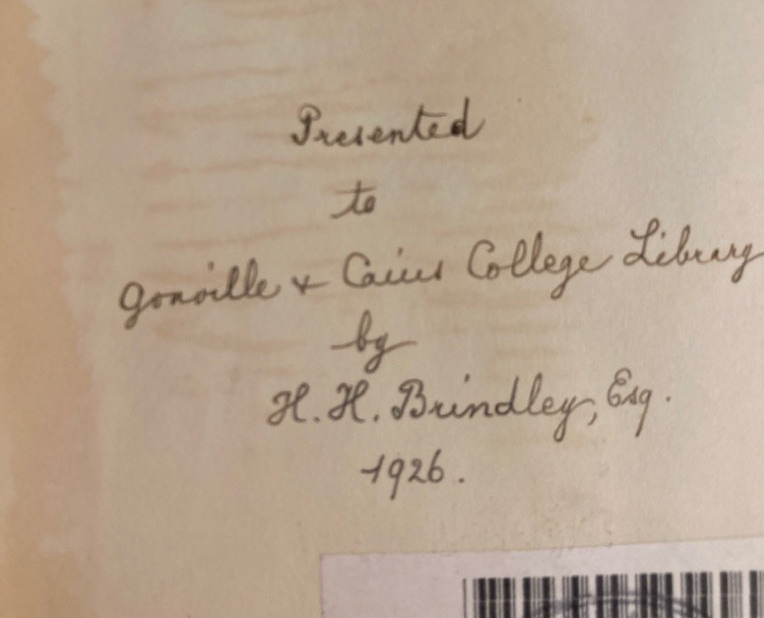 Presented
to
Gonville & Caius College Library
by
H. H. Brindley, Esq.
1926.